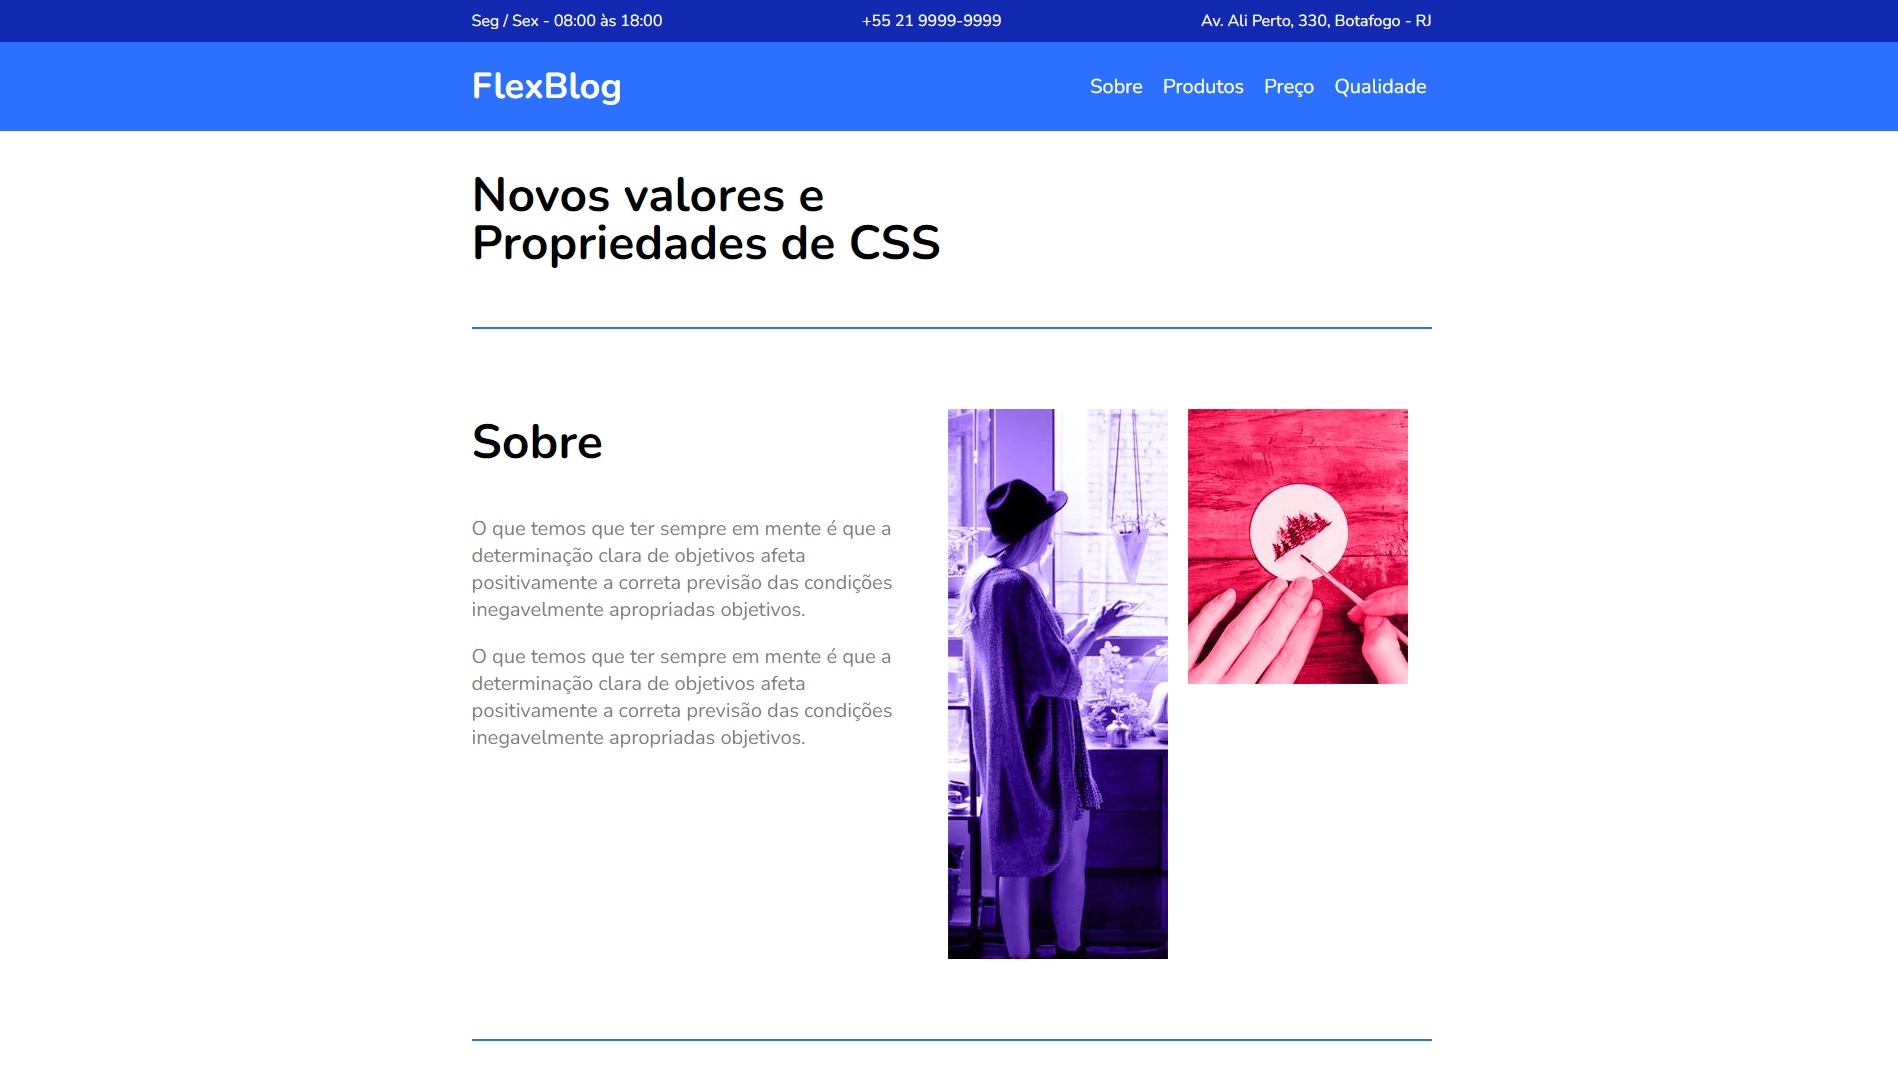 Seg / Sex - 08:00 às 18:00
+55 21 9999-9999
Av. Ali Perto, 330, Botafogo - RJ
FlexBlog
Sobre
Produtos
Preço
Qualidade
Novos valores e
Propriedades de CSS
Sobre
O que temos que ter sempre em mente é que a
determinação clara de objetivos afeta
positivamente a correta previsão das condições
inegavelmente apropriadas objetivos.
O que temos que ter sempre em mente é que a
determinação clara de objetivos afeta
positivamente a correta previsão das condições
inegavelmente apropriadas objetivos.